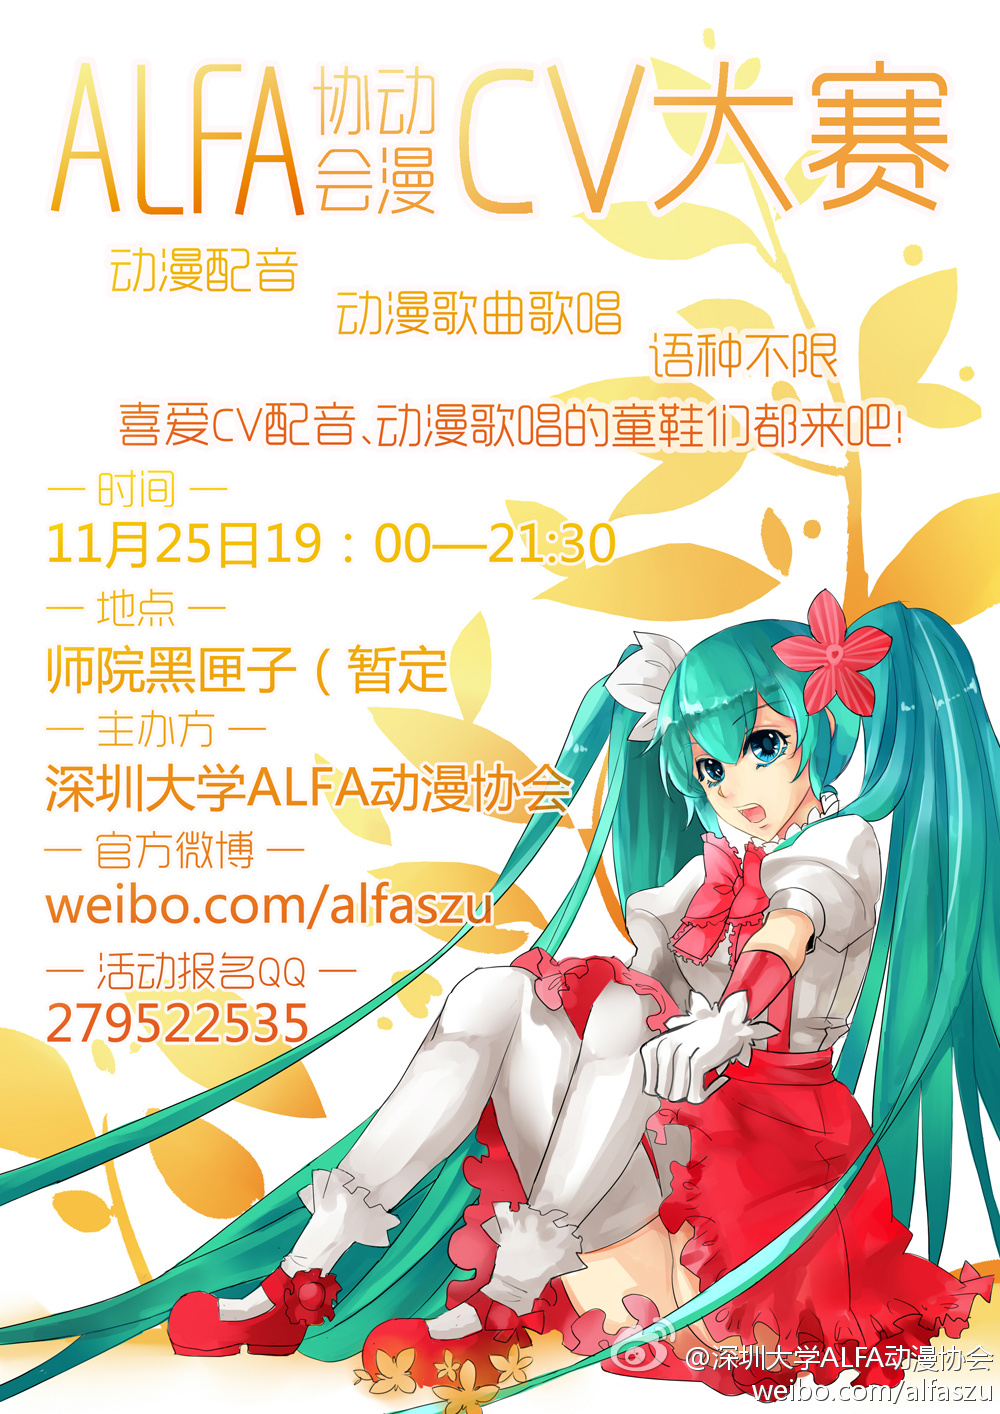 ALFA动漫协会CV大赛
动漫配音
动漫歌曲歌唱
语种不限
喜爱CV配音、动漫歌唱的童鞋们都来吧!
— 时间 —
11月25日19：00—21:30
— 地点 —
师院黑匣子（暂定
— 主办方 —
深圳大学ALFA动漫协会
— 官方微博 —
weibo.com/alfaszu
— 活动报名QQ —
279522535
@深圳大学ALFA动漫协会
weibo.com/alfaszu